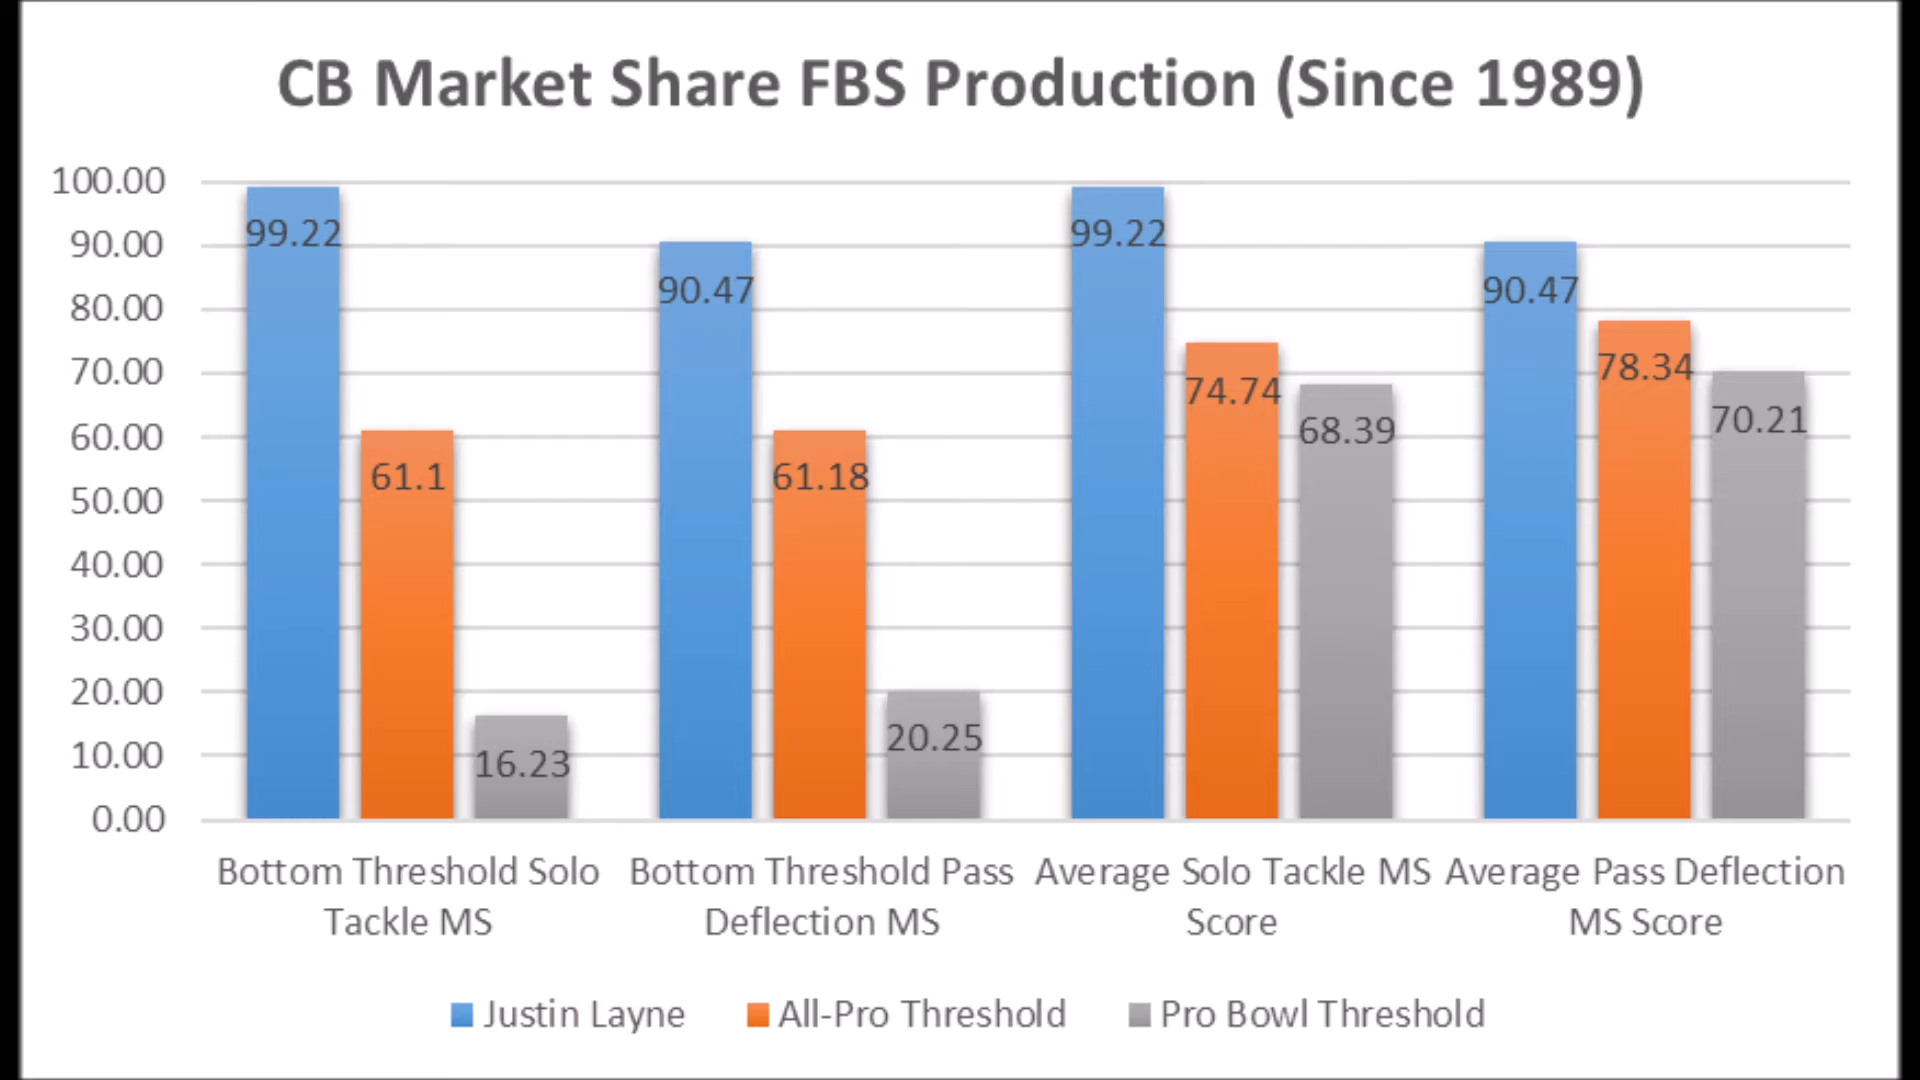 CB Market Share FBS Production (Since 1989)
100.00
90.00
80.00
70.00
60.00
50.00
40.00
30.00
20.00
10.00
0.00
99.22
61.1
16.23
90.47
61.18
20.25
99.22
74.74
68.39
90.47
78.34
70.21
Bottom Threshold Solo
Tackle MS
Bottom Threshold Pass
Deflection MS
Average Solo Tackle MS
Score
Average Pass Deflection
MS Score
Justin Layne
All-Pro Threshold
Pro Bowl Threshold